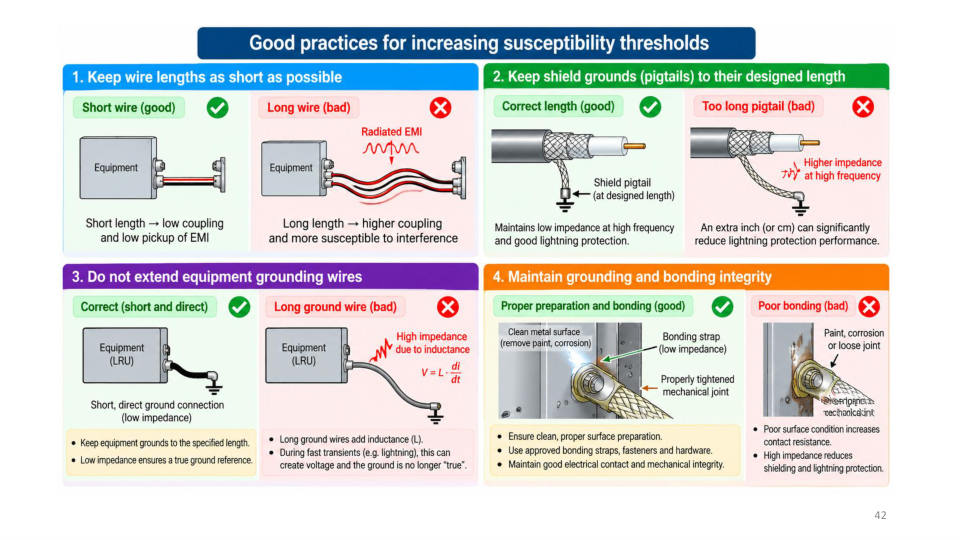 Good practices for increasing susceptibility thresholds
1. Keep wire lengths as short as possible
Short wire (good)
Equipment
Short length → low coupling
and low pickup of EMI
Long wire (bad)
Radiated EMI
Equipment
Long length → higher coupling
and more susceptible to interference
2. Keep shield grounds (pigtails) to their designed length
Correct length (good)
Shield pigtail
(at designed length)
Maintains low impedance at high frequency
and good lightning protection.
Too long pigtail (bad)
Higher impedance
at high frequency
An extra inch (or cm) can significantly
reduce lightning protection performance.
3. Do not extend equipment grounding wires
Correct (short and direct)
Equipment
(LRU)
Short, direct ground connection
(low impedance)
• Keep equipment grounds to the specified length.
• Low impedance ensures a true ground reference.
Long ground wire (bad)
Equipment
(LRU)
High impedance
due to inductance
V = L · di/dt
• Long ground wires add inductance (L).
• During fast transients (e.g. lightning), this can
create voltage and the ground is no longer "true".
4. Maintain grounding and bonding integrity
Proper preparation and bonding (good)
Clean metal surface
(remove paint, corrosion)
Bonding strap
(low impedance)
Properly tightened
mechanical joint
• Ensure clean, proper surface preparation.
• Use approved bonding straps, fasteners and hardware.
• Maintain good electrical contact and mechanical integrity.
Poor bonding (bad)
Paint, corrosion
or loose joint
• Poor surface condition increases
contact resistance.
• High impedance reduces
shielding and lightning protection.
42